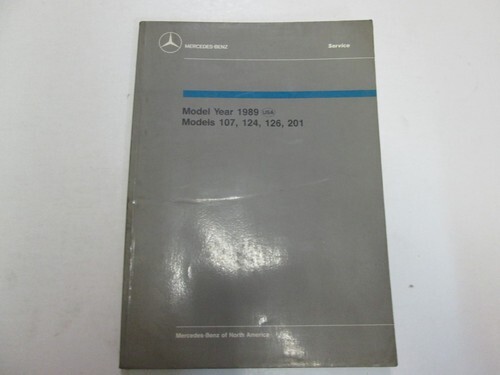 MERCEDES-BENZ Service
Model Year 1989 USA
Models 107, 124, 126, 201
Mercedes-Benz of North America